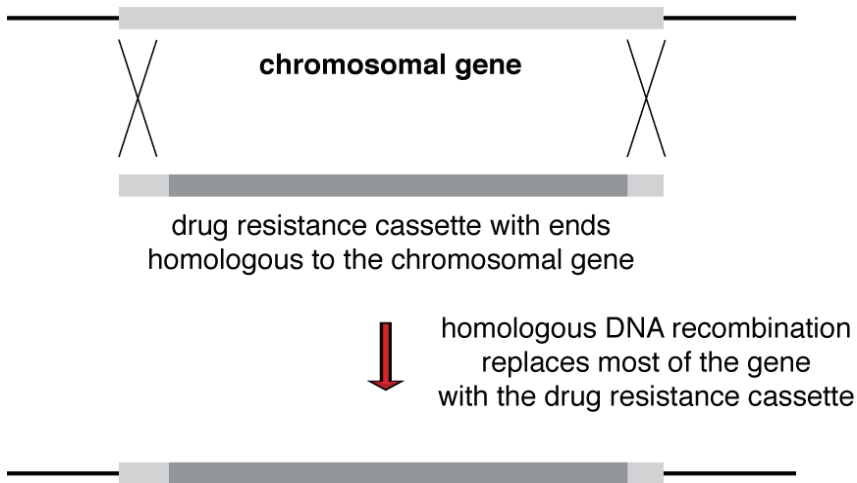 chromosomal gene
drug resistance cassette with ends
homologous to the chromosomal gene
homologous DNA recombination
replaces most of the gene
with the drug resistance cassette